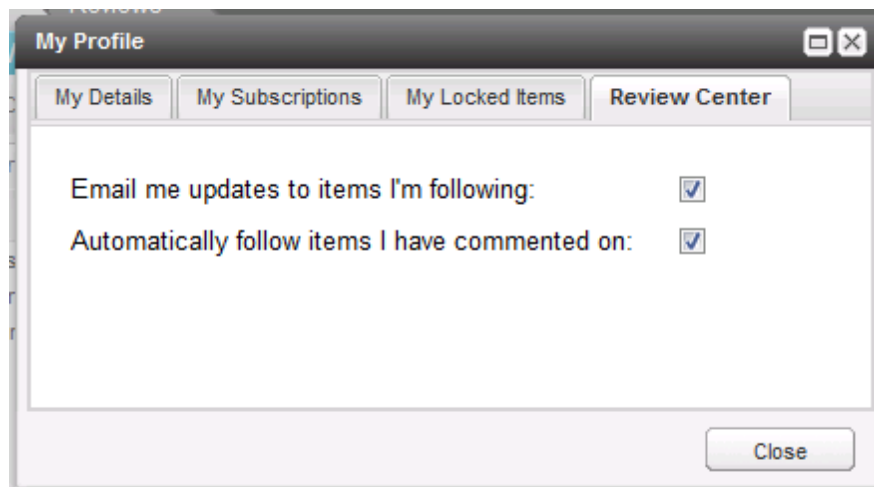 Reviews
My Profile
My Details My Subscriptions My Locked Items Review Center
Email me updates to items I'm following:
Automatically follow items I have commented on:
Close